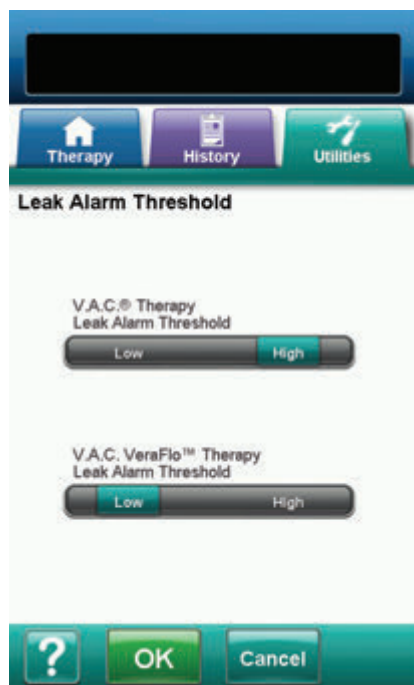 Therapy History Utilities
Leak Alarm Threshold
V.A.C.® Therapy
Leak Alarm Threshold
Low High
V.A.C. VeraFlo™ Therapy
Leak Alarm Threshold
Low High
? OK Cancel